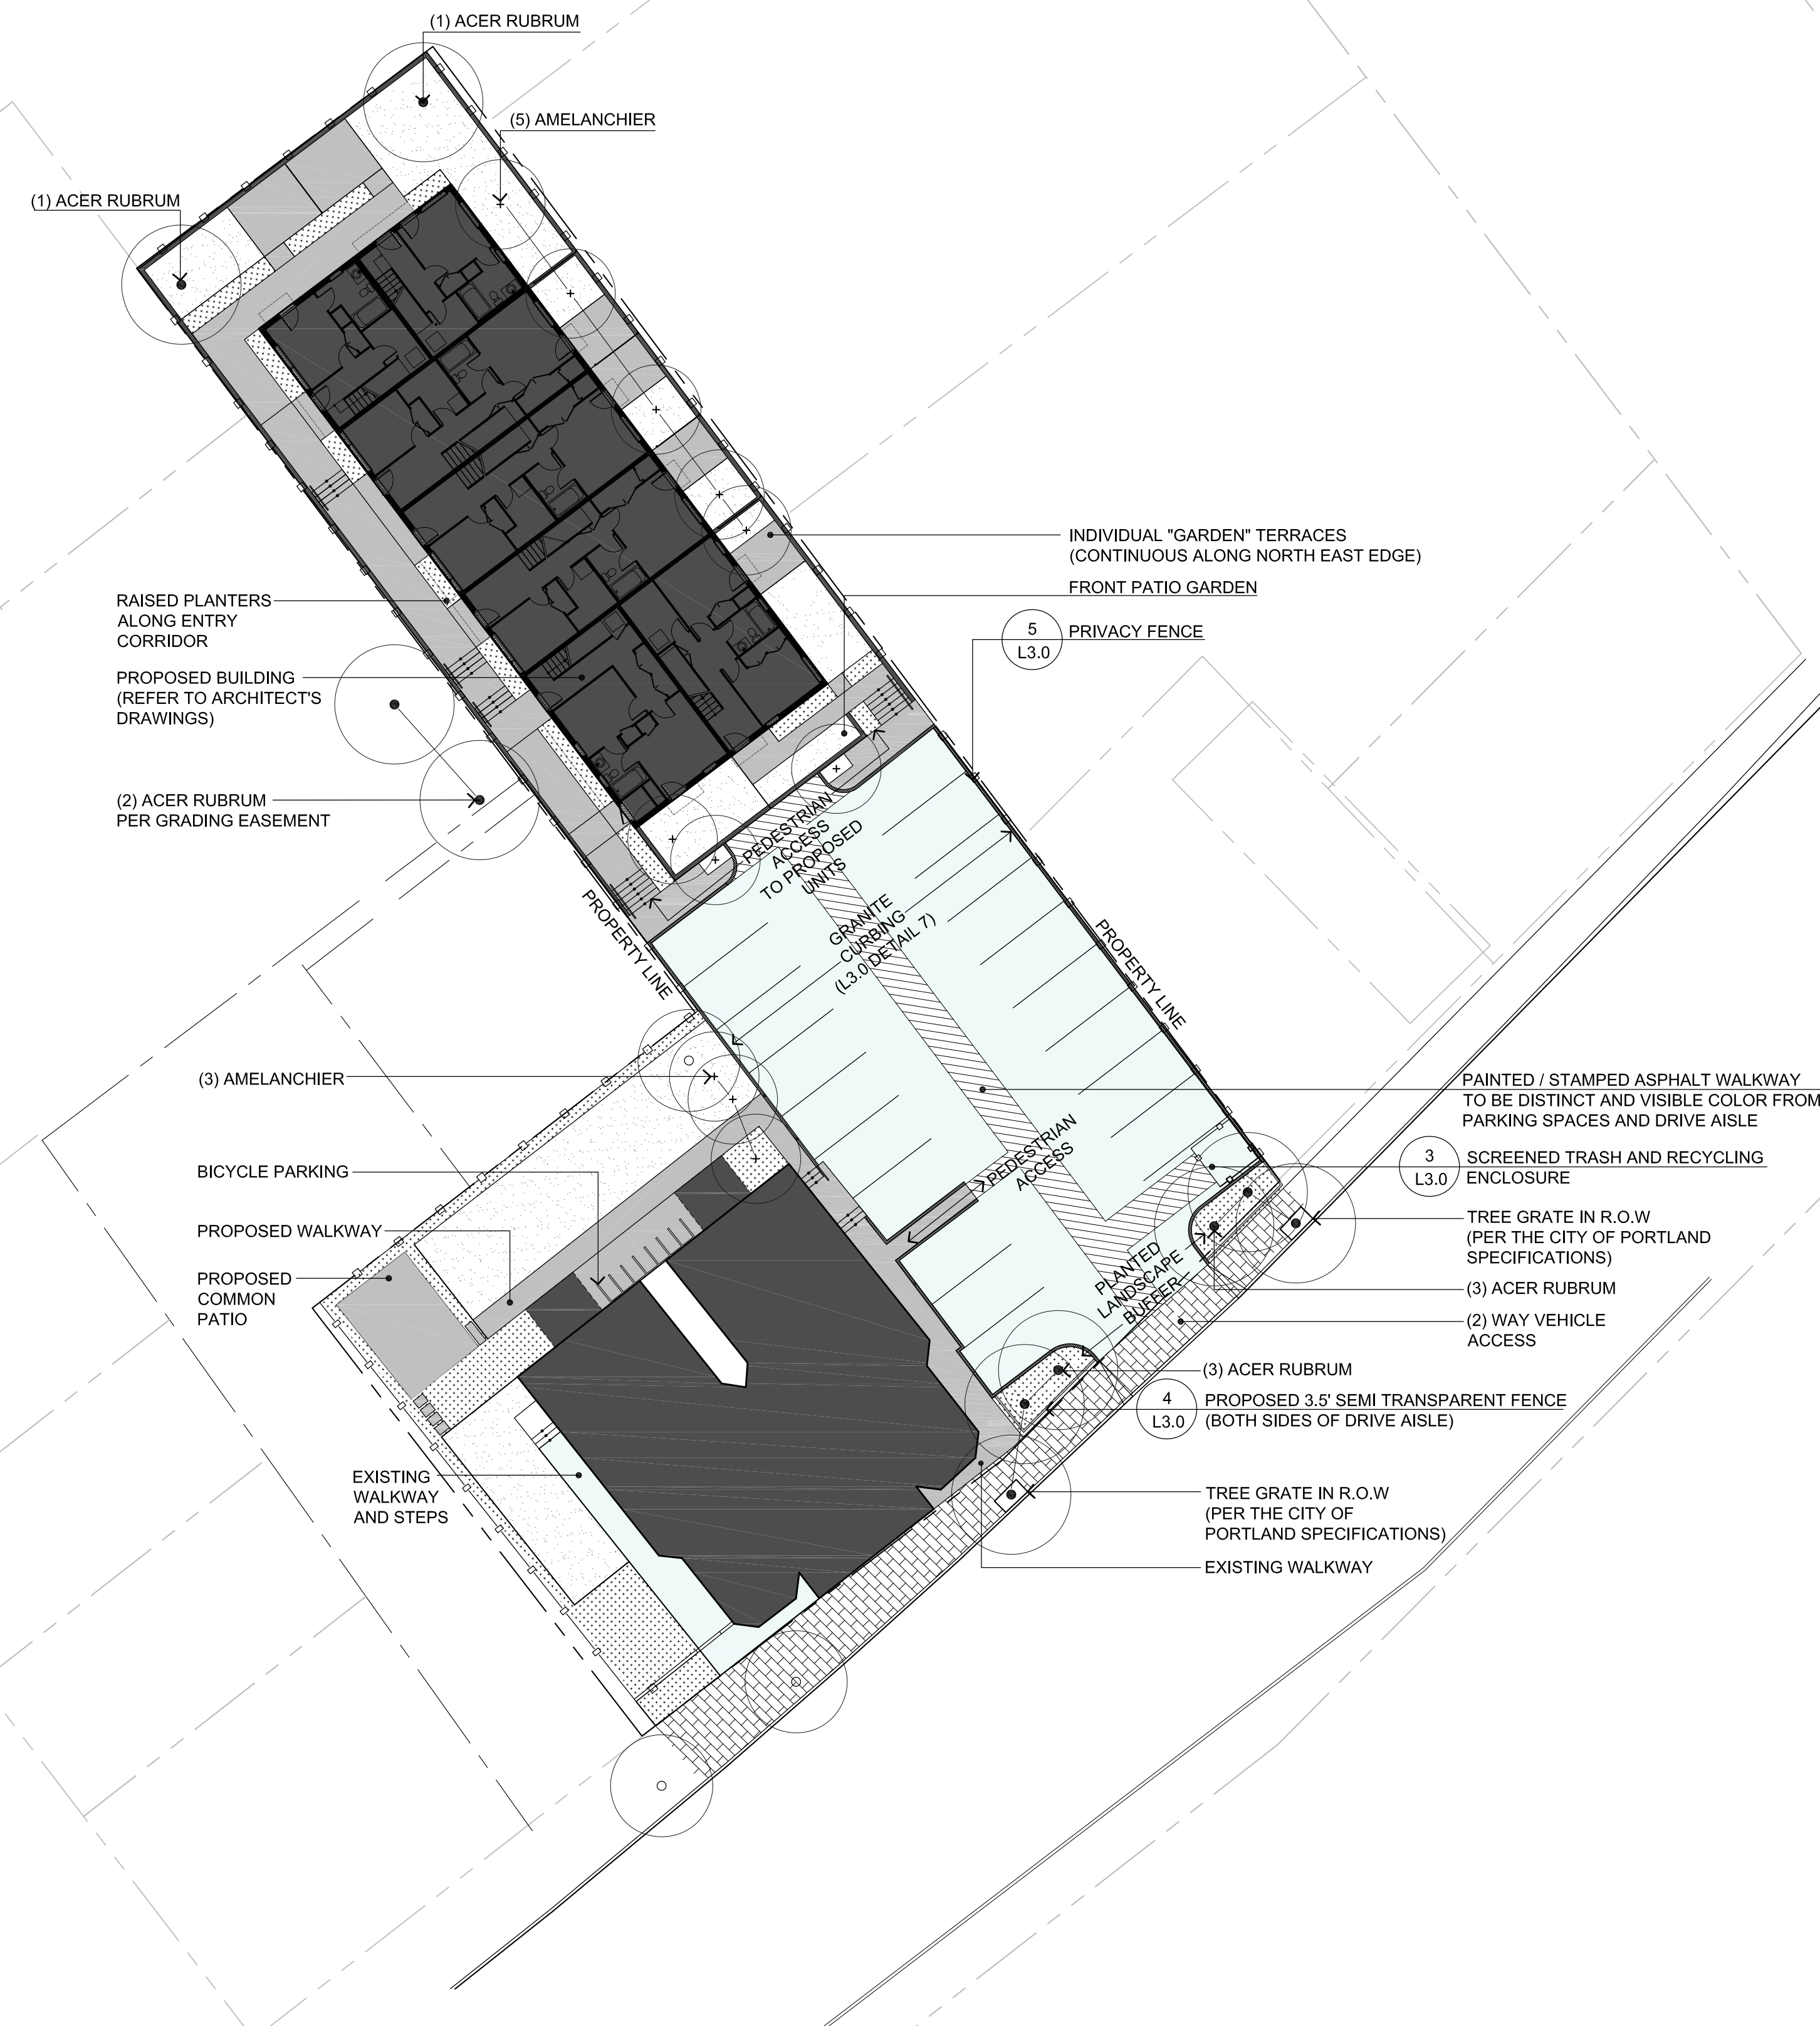 (1) ACER RUBRUM
(5) AMELANCHIER
(1) ACER RUBRUM
INDIVIDUAL "GARDEN" TERRACES
(CONTINUOUS ALONG NORTH EAST EDGE)
FRONT PATIO GARDEN
5
L3.0
PRIVACY FENCE
RAISED PLANTERS
ALONG ENTRY
CORRIDOR
PROPOSED BUILDING
(REFER TO ARCHITECT'S
DRAWINGS)
(2) ACER RUBRUM
PER GRADING EASEMENT
PEDESTRIAN
ACCESS
TO PROPOSED
UNITS
GRANITE
CURBING
(L3.0 DETAIL 7)
PROPERTY LINE
PROPERTY LINE
(3) AMELANCHIER
PAINTED / STAMPED ASPHALT WALKWAY
TO BE DISTINCT AND VISIBLE COLOR FROM
PARKING SPACES AND DRIVE AISLE
PEDESTRIAN
ACCESS
3
L3.0
SCREENED TRASH AND RECYCLING
ENCLOSURE
BICYCLE PARKING
PROPOSED WALKWAY
TREE GRATE IN R.O.W
(PER THE CITY OF PORTLAND
SPECIFICATIONS)
PROPOSED
COMMON
PATIO
PLANTED
LANDSCAPE
BUFFER
(3) ACER RUBRUM
(2) WAY VEHICLE
ACCESS
(3) ACER RUBRUM
4
L3.0
PROPOSED 3.5' SEMI TRANSPARENT FENCE
(BOTH SIDES OF DRIVE AISLE)
EXISTING
WALKWAY
AND STEPS
TREE GRATE IN R.O.W
(PER THE CITY OF
PORTLAND SPECIFICATIONS)
EXISTING WALKWAY